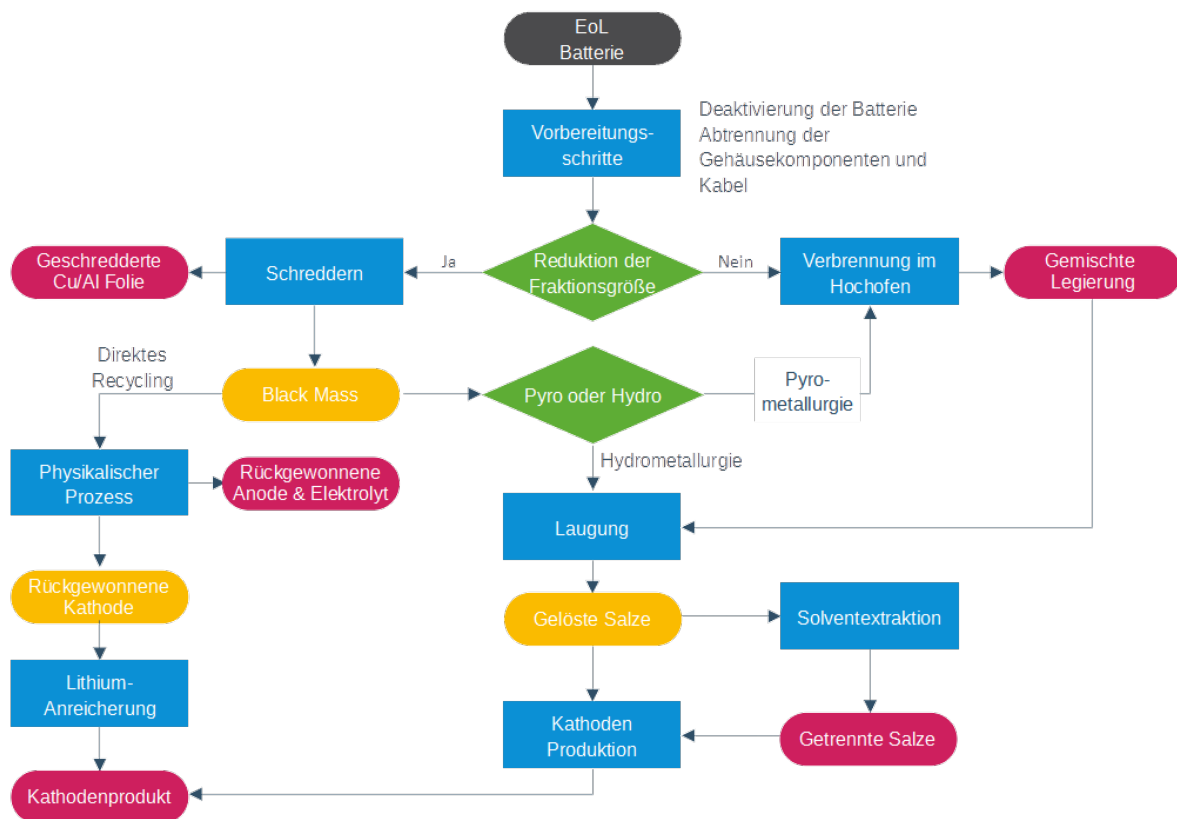 EoL
Batterie
Vorbereitungs-
schritte
Deaktivierung der Batterie
Abtrennung der
Gehäusekomponenten und
Kabel
Geschredderte
Cu/Al Folie
Schreddern
Ja
Reduktion der
Fraktionsgröße
Nein
Verbrennung im
Hochofen
Gemischte
Legierung
Direktes
Recycling
Black Mass
Pyro oder Hydro
Pyro-
metallurgie
Hydrometallurgie
Physikalischer
Prozess
Rückgewonnene
Anode & Elektrolyt
Laugung
Rückgewonnene
Kathode
Gelöste Salze
Solventextraktion
Lithium-
Anreicherung
Kathoden
Produktion
Getrennte Salze
Kathodenprodukt